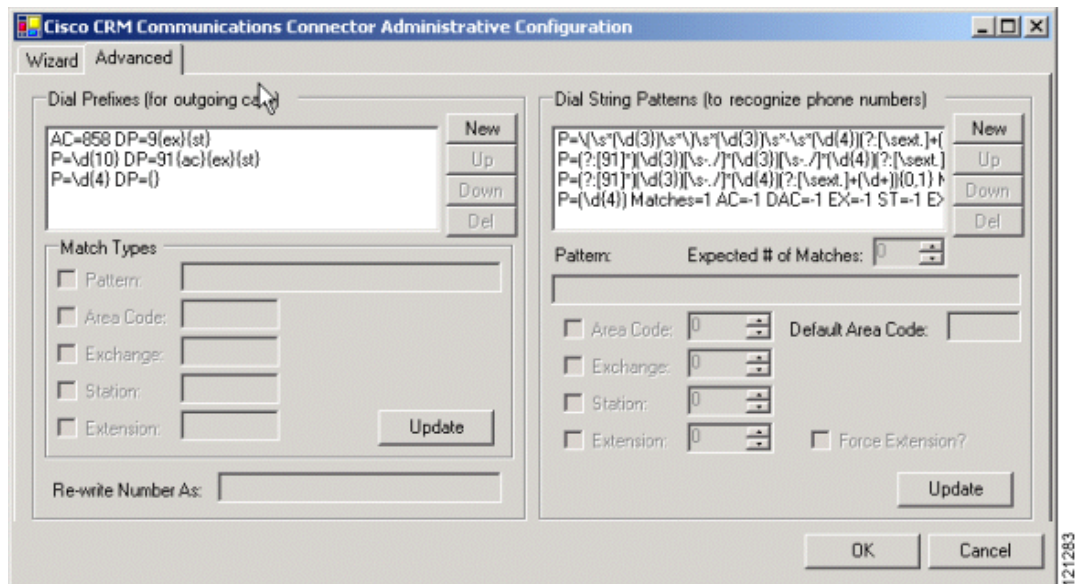 Cisco CRM Communications Connector Administrative Configuration
Wizard Advanced
Dial Prefixes (for outgoing calls)
AC=858 DP=9{ex}{st}
P=\d{10} DP=91{ac}{ex}{st}
P=\d{4} DP={}
New
Up
Down
Del
Match Types
Pattern:
Area Code:
Exchange:
Station:
Extension:
Update
Re-write Number As:
Dial String Patterns (to recognize phone numbers)
P=\(\s*(\d{3})\s*\)\s*(\d{3})\s*-\s*(\d{4})(?:[\sext.]+(
P=(?:[91]*)(\d{3})[\s-./]*(\d{3})[\s-./]*(\d{4})(?:[\sext.]
P=(?:[91]*)(\d{3})[\s-./]*(\d{4})(?:[\sext.]+(\d+)){0,1} M
P=(\d{4}) Matches=1 AC=-1 DAC=-1 EX=-1 ST=-1 EX
New
Up
Down
Del
Pattern: Expected # of Matches: 0
Area Code: 0 Default Area Code:
Exchange: 0
Station: 0
Extension: 0 Force Extension?
Update
OK Cancel
121283